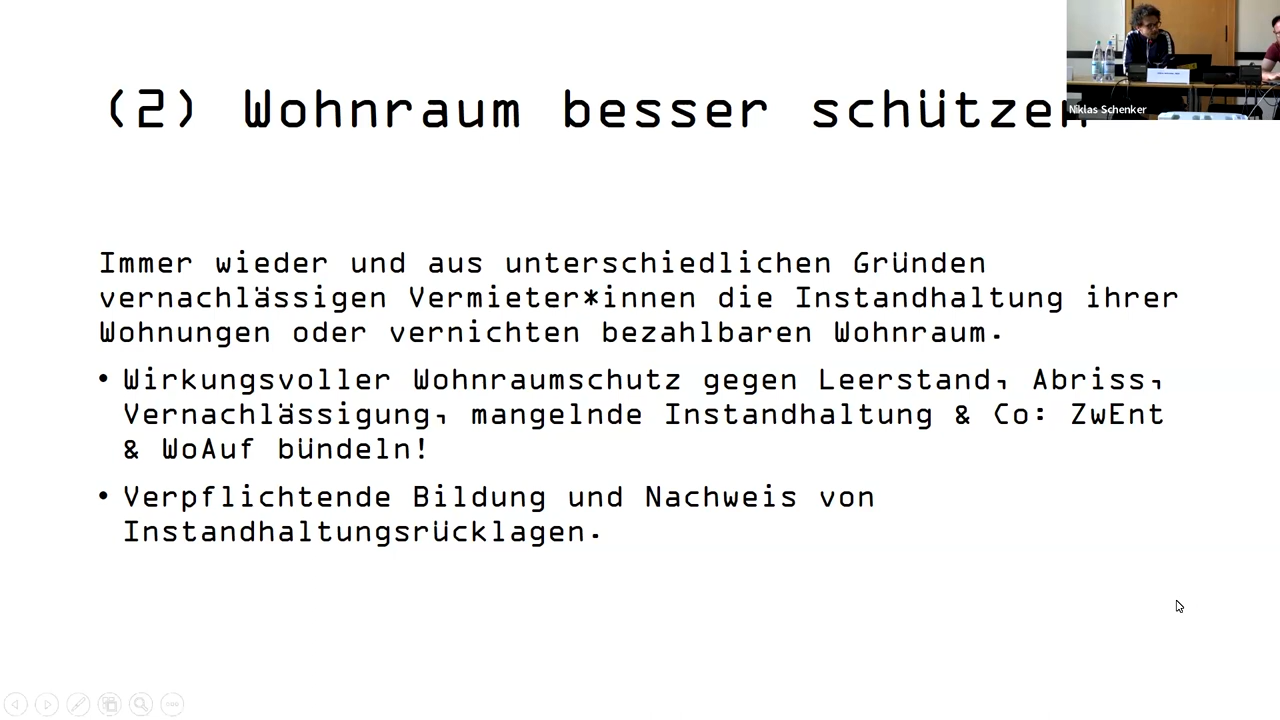 (2) Wohnraum besser schützen
Niklas Schenker
Immer wieder und aus unterschiedlichen Gründen
vernachlässigen Vermieter*innen die Instandhaltung ihrer
Wohnungen oder vernichten bezahlbaren Wohnraum.
• Wirkungsvoller Wohnraumschutz gegen Leerstand, Abriss,
Vernachlässigung, mangelnde Instandhaltung & Co: ZwEnt
& WoAuf bündeln!
• Verpflichtende Bildung und Nachweis von
Instandhaltungsrücklagen.